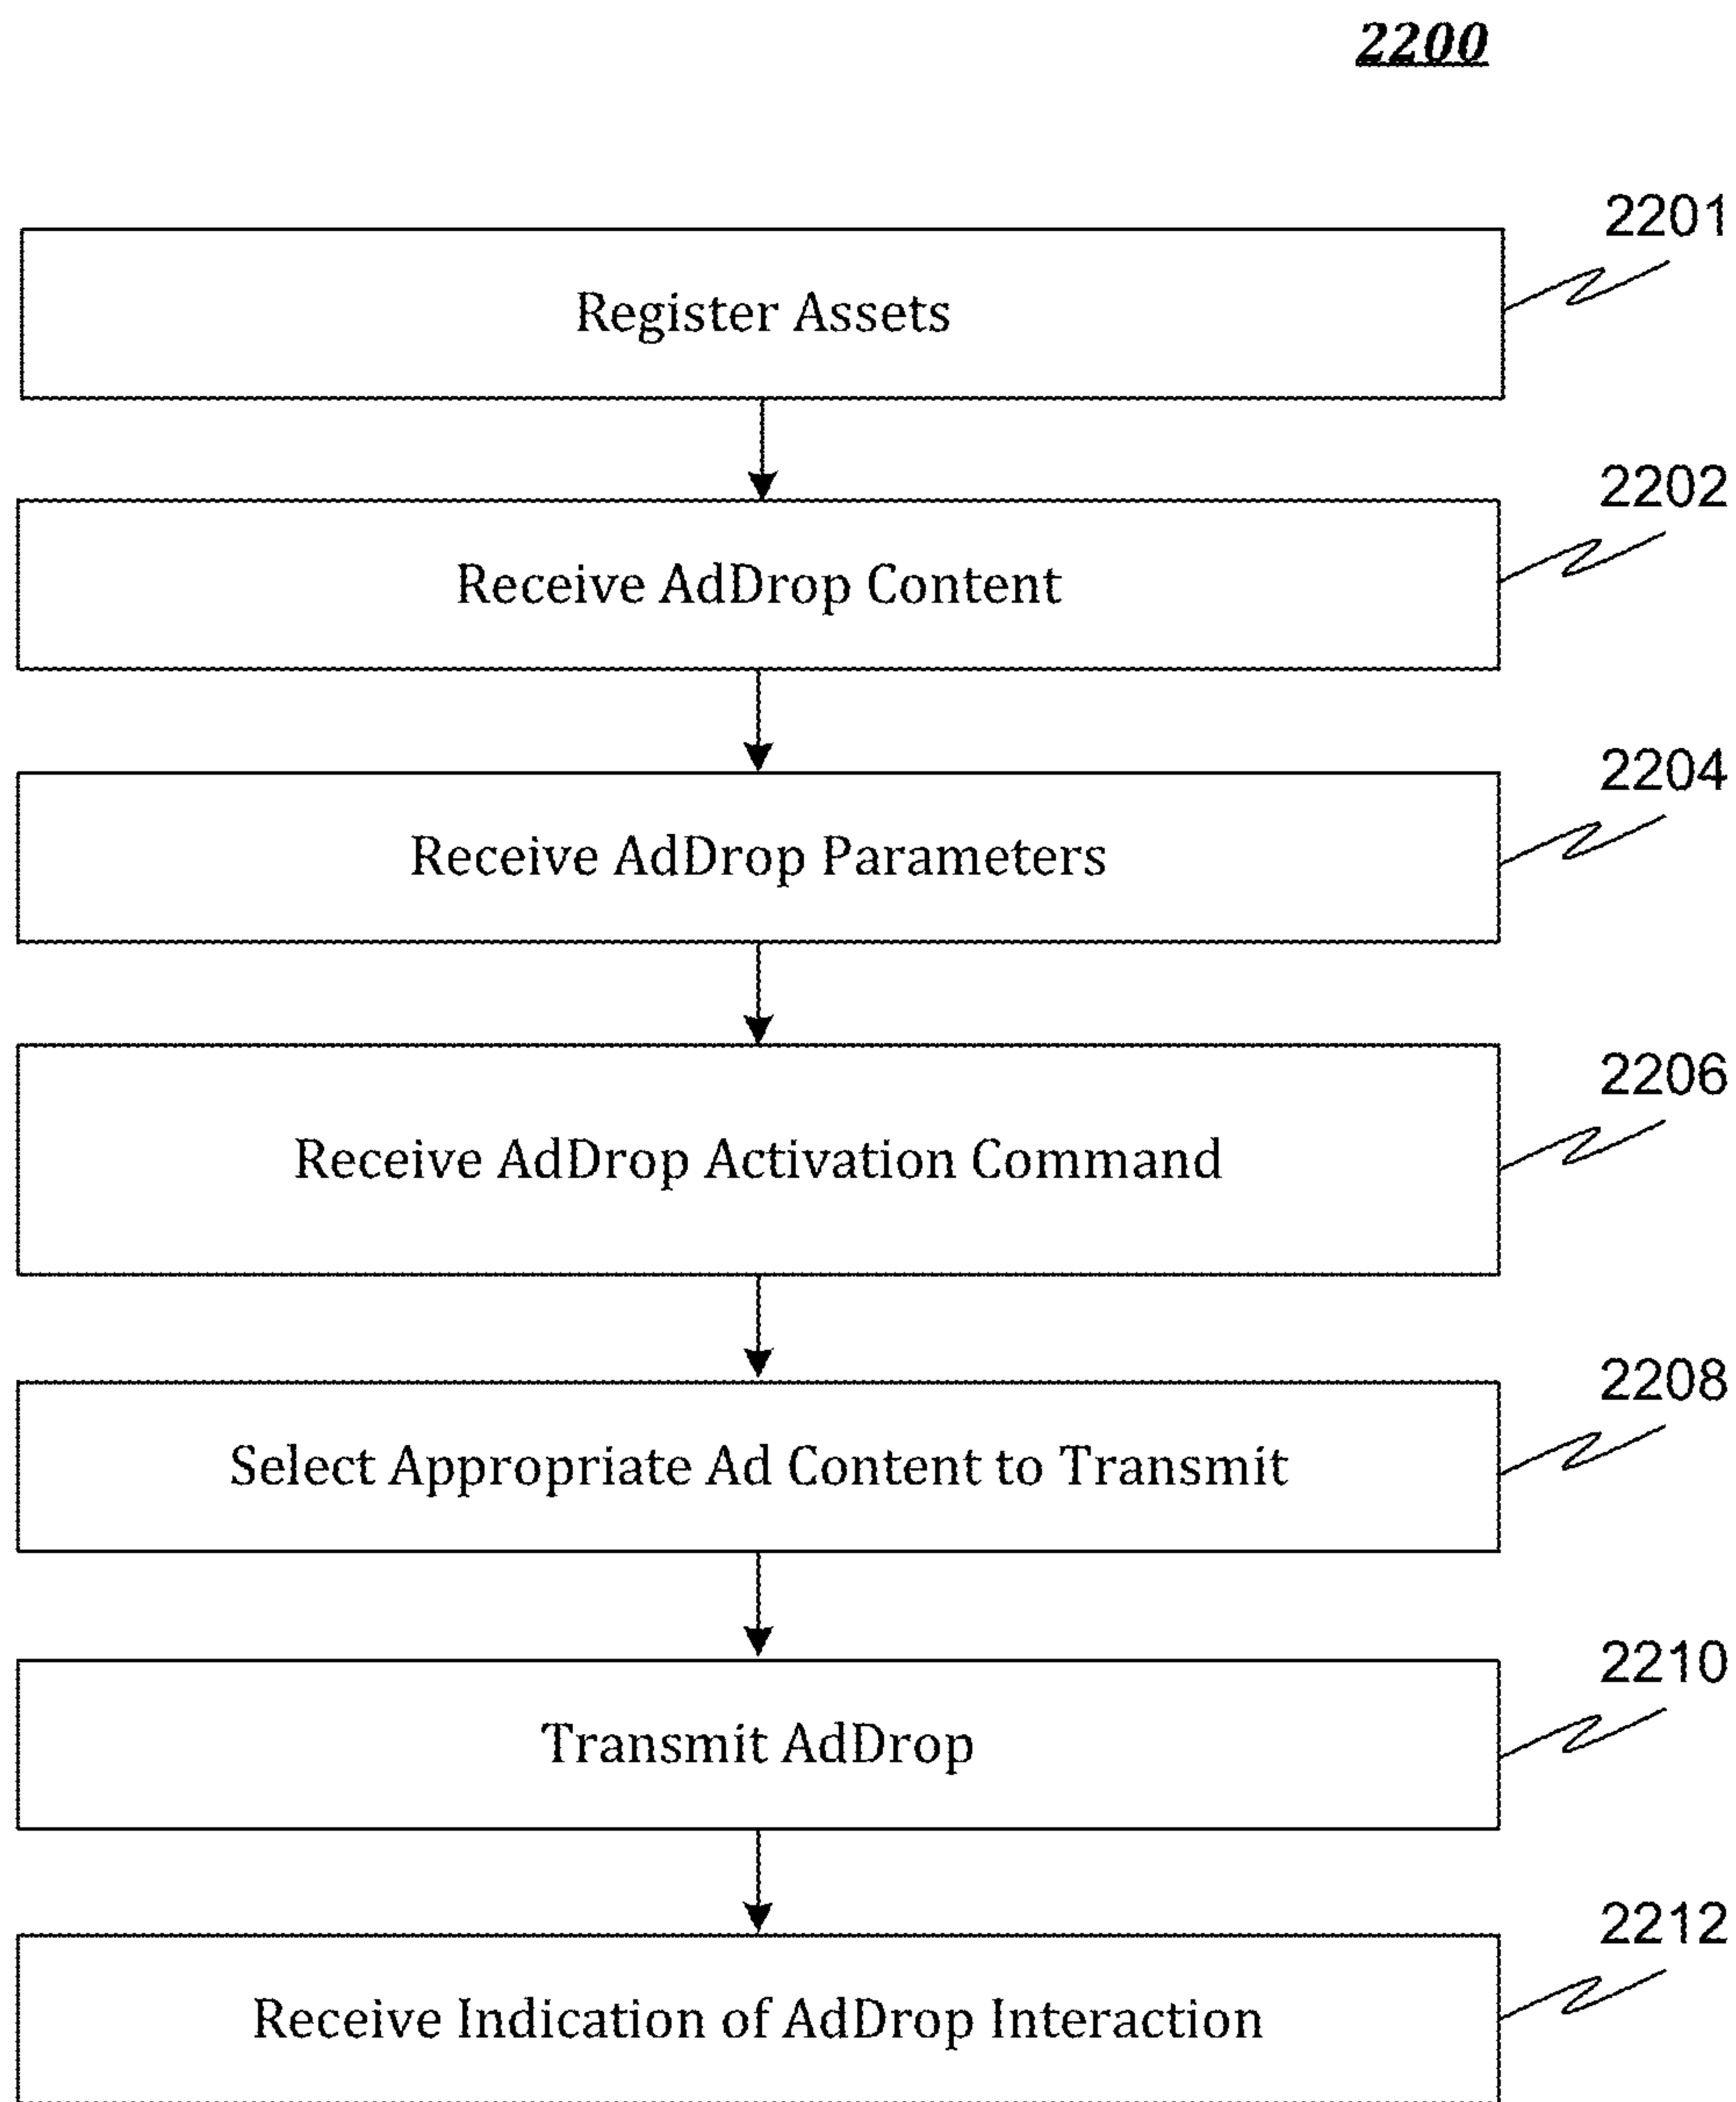 2200
2201
Register Assets
2202
Receive AdDrop Content
2204
Receive AdDrop Parameters
2206
Receive AdDrop Activation Command
2208
Select Appropriate Ad Content to Transmit
2210
Transmit AdDrop
2212
Receive Indication of AdDrop Interaction